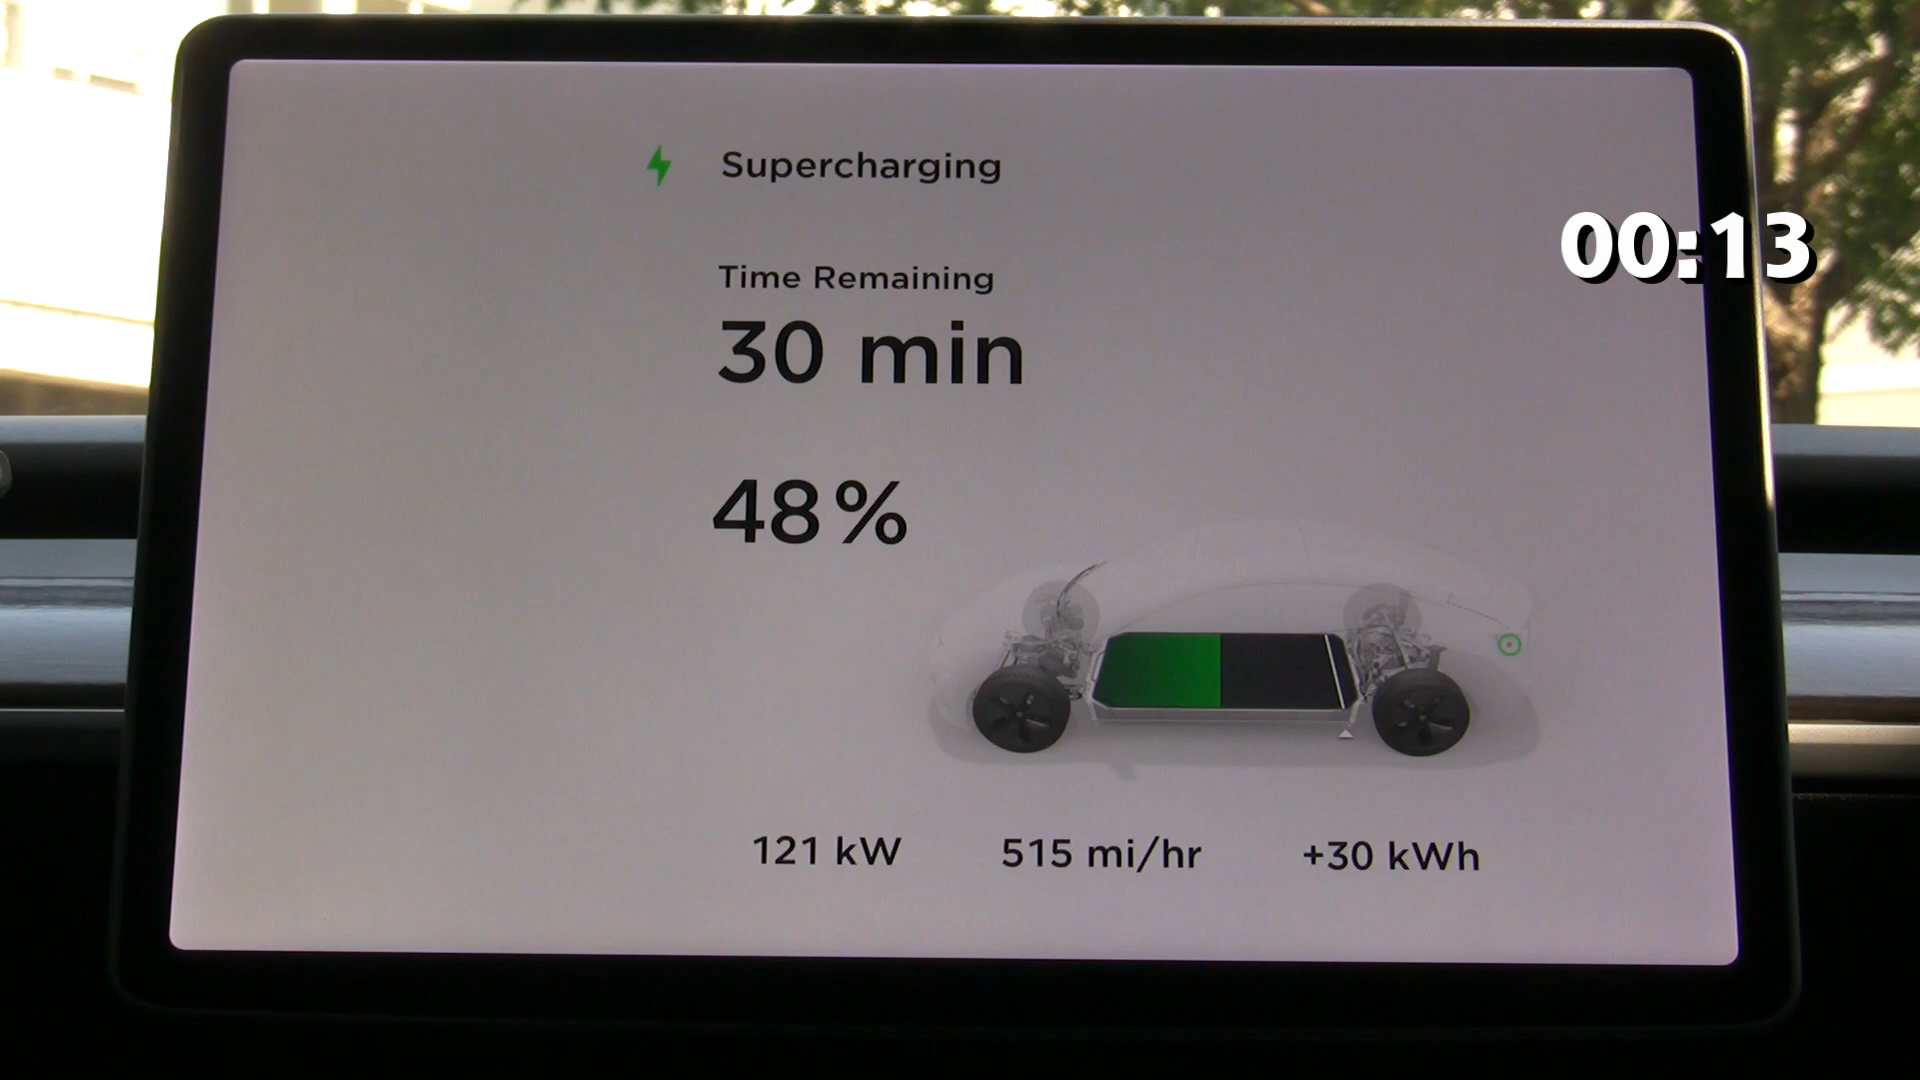 Supercharging
00:13
Time Remaining
30 min
48%
121 kW 515 mi/hr +30 kWh